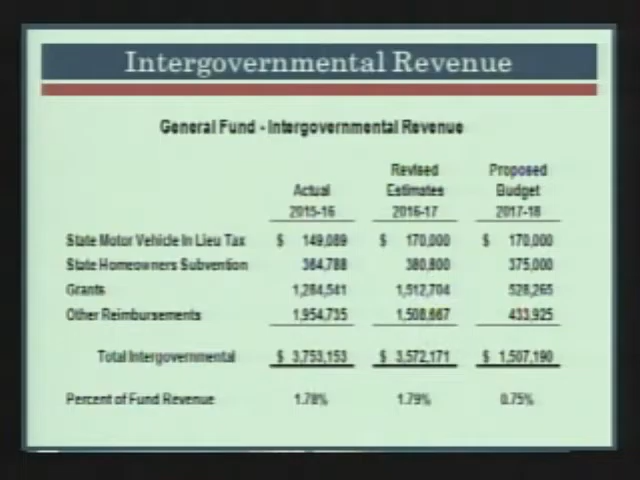 Intergovernmental Revenue
General Fund - Intergovernmental Revenue
Revised Proposed
Actual Estimates Budget
2015-16 2016-17 2017-18
State Motor Vehicle In Lieu Tax $ 149,089 $ 170,000 $ 170,000
State Homeowners Subvention 364,788 380,800 375,000
Grants 1,284,541 1,512,704 528,265
Other Reimbursements 1,954,735 1,508,667 433,925
Total Intergovernmental $ 3,753,153 $ 3,572,171 $ 1,507,190
Percent of Fund Revenue 1.78% 1.79% 0.75%